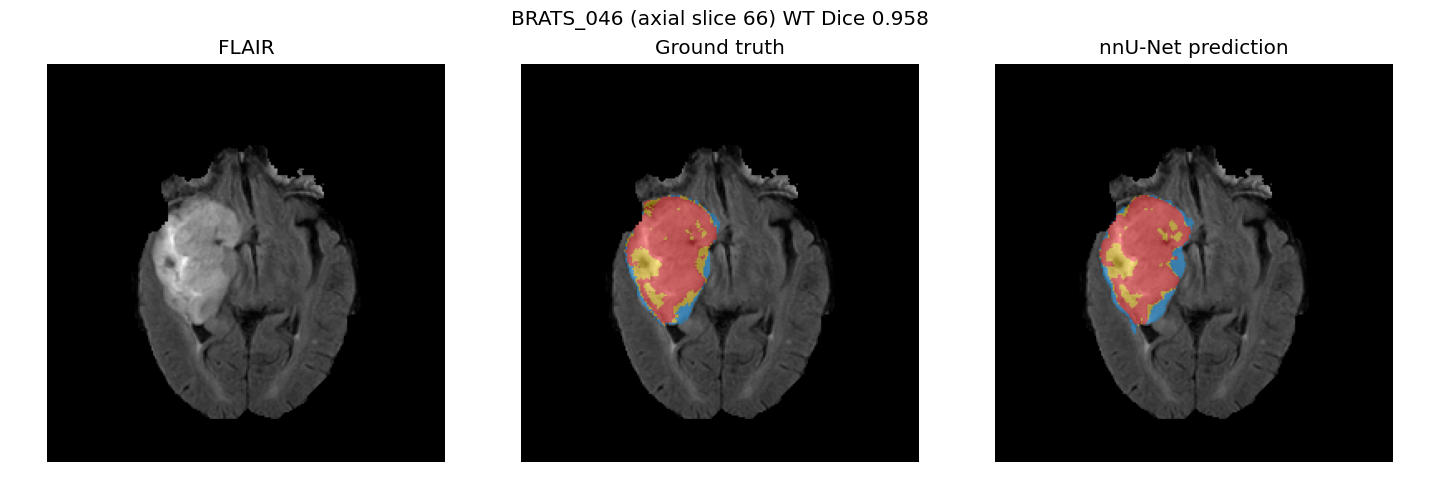 BRATS_046 (axial slice 66) WT Dice 0.958
FLAIR
Ground truth
nnU-Net prediction